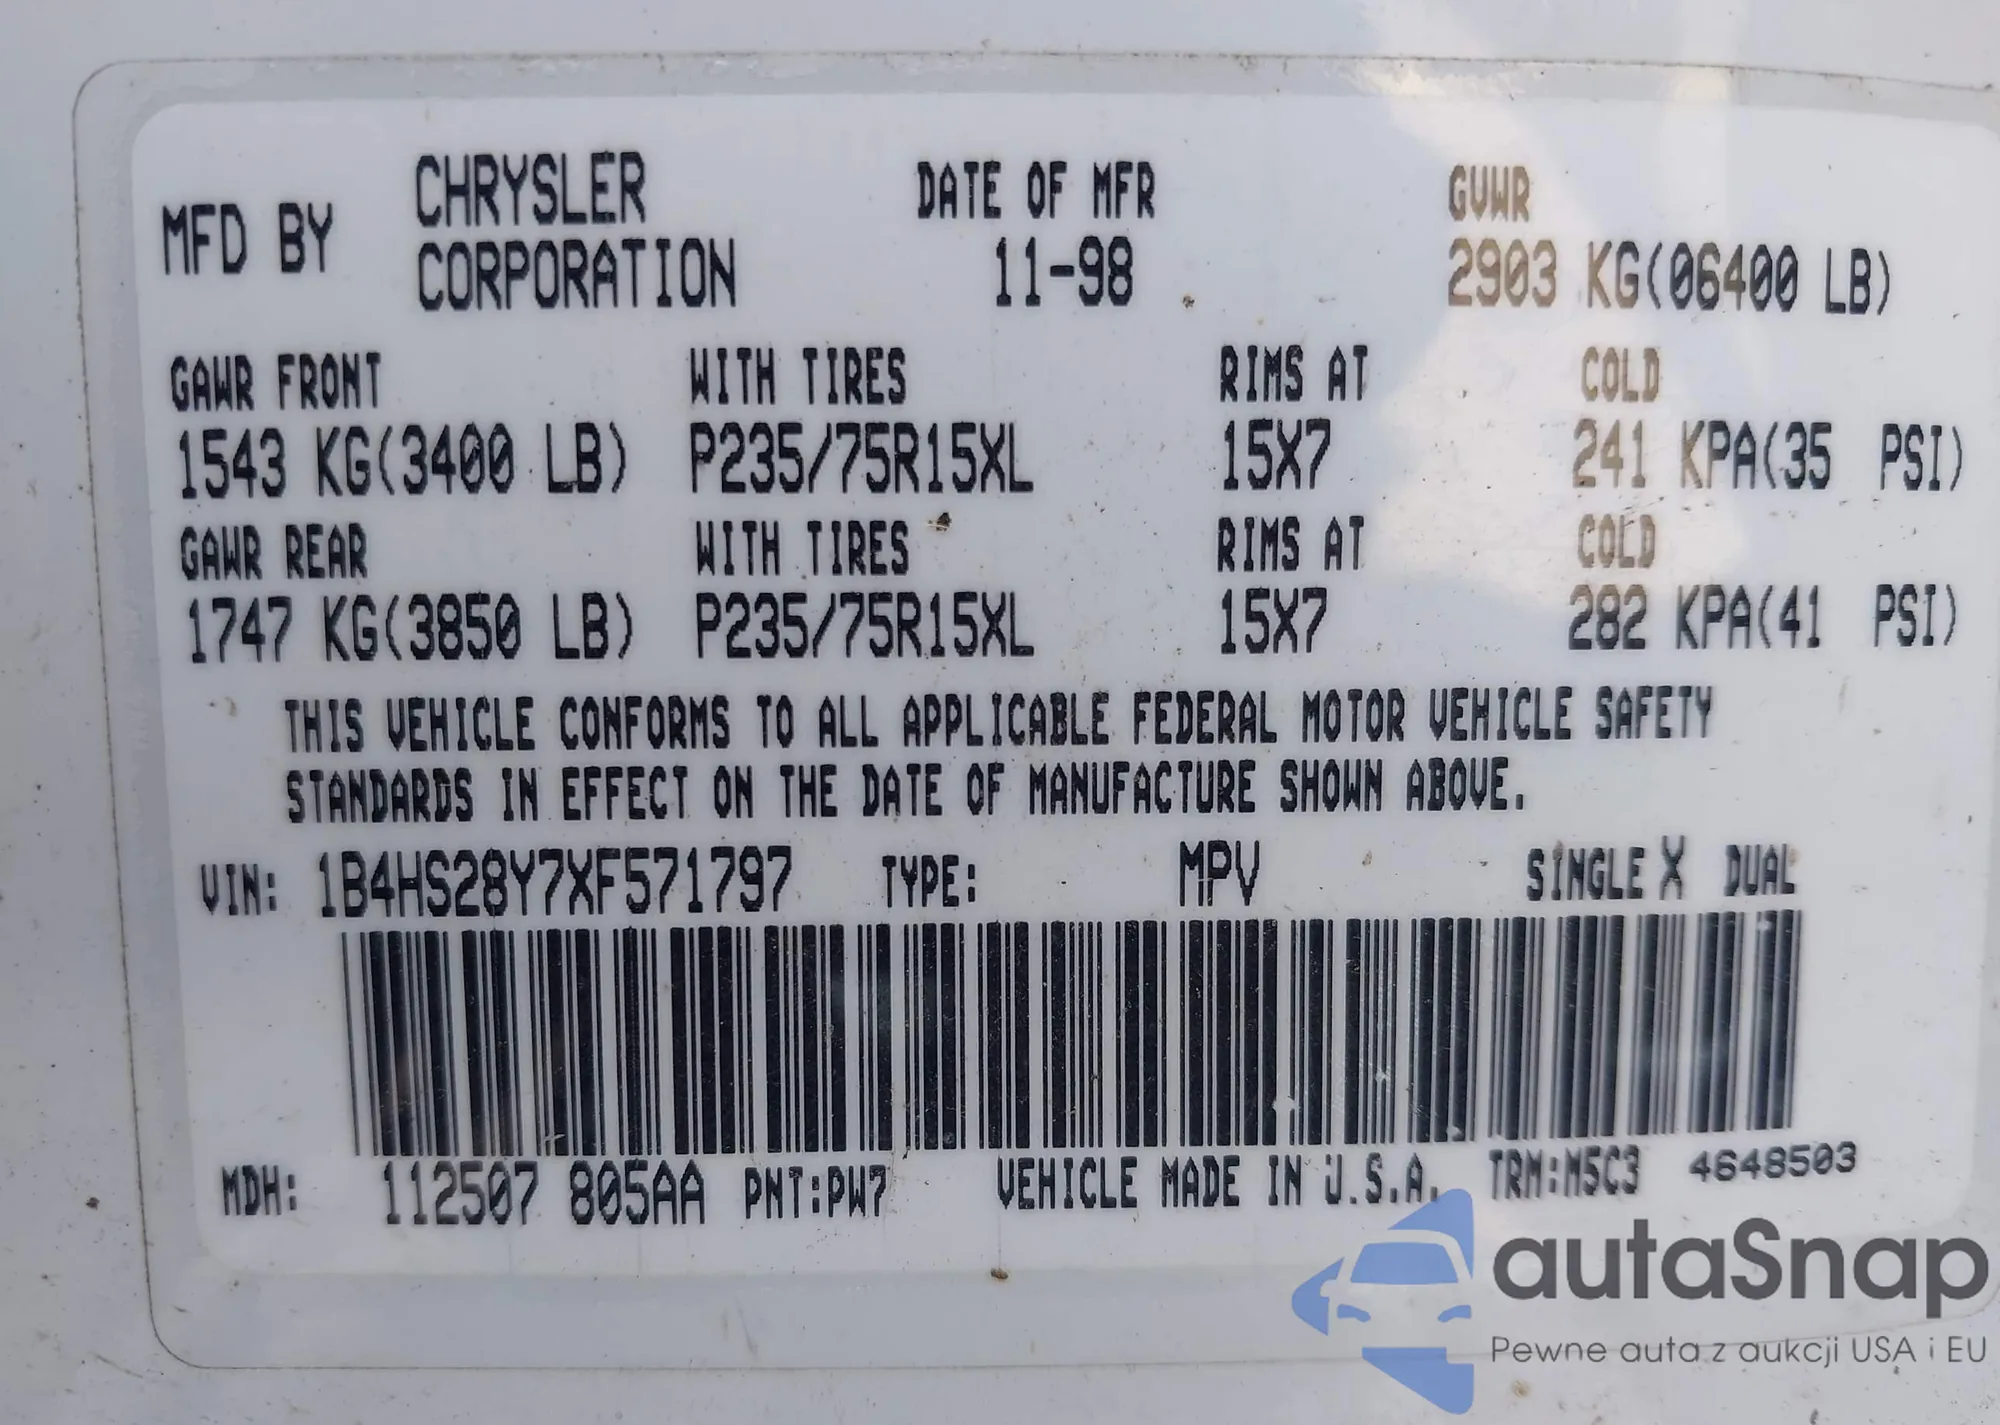 MFD BY CHRYSLER CORPORATION DATE OF MFR 11-98 GVWR 2903 KG(06400 LB)
GAWR FRONT WITH TIRES RIMS AT COLD
1543 KG(3400 LB) P235/75R15XL 15X7 241 KPA(35 PSI)
GAWR REAR WITH TIRES RIMS AT COLD
1747 KG(3850 LB) P235/75R15XL 15X7 282 KPA(41 PSI)
THIS VEHICLE CONFORMS TO ALL APPLICABLE FEDERAL MOTOR VEHICLE SAFETY
STANDARDS IN EFFECT ON THE DATE OF MANUFACTURE SHOWN ABOVE.
VIN: 1B4HS28Y7XF571797 TYPE: MPV SINGLE X DUAL
MDH: 112507 805AA PNT:PW7 VEHICLE MADE IN U.S.A. TRM:M5C3 4648503
autaSnap
Pewne auta z aukcji USA i EU